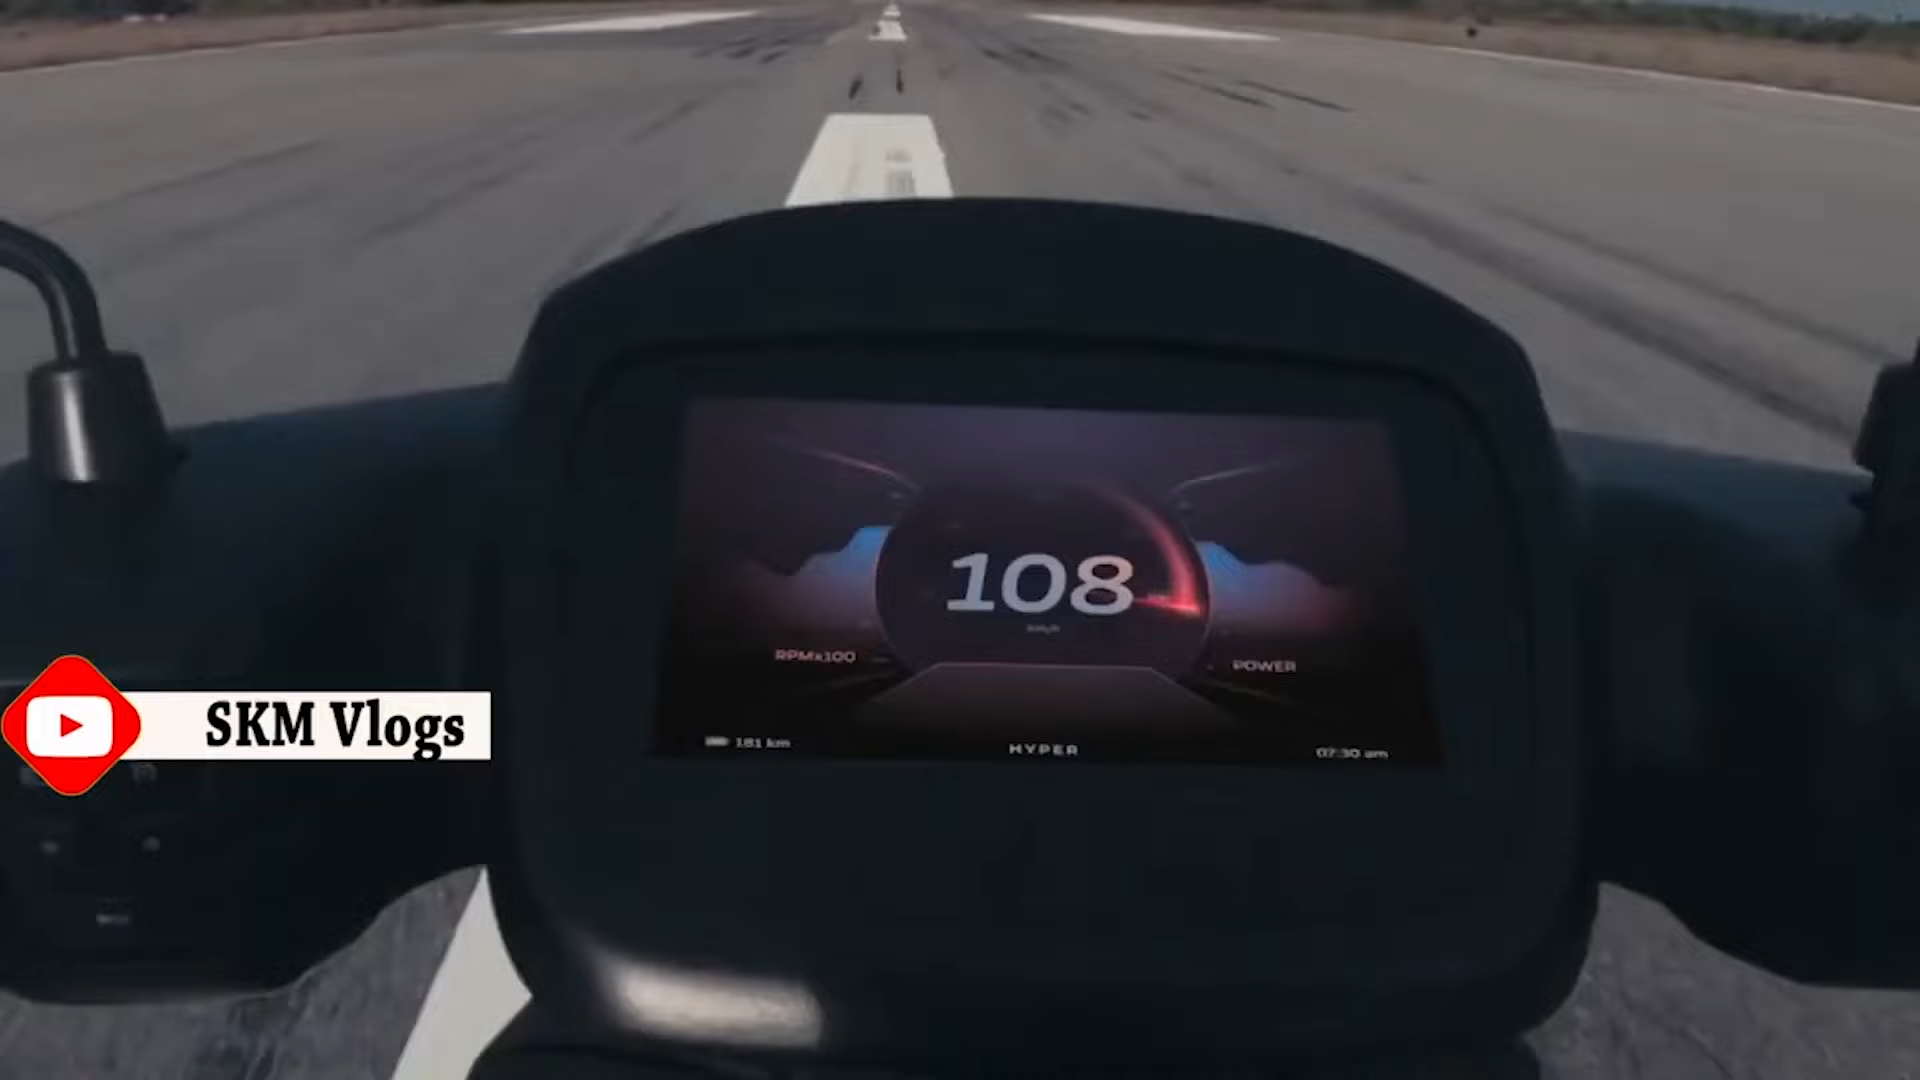 108
km/h
RPMx100
POWER
181 km
HYPER
07:30 am
SKM Vlogs